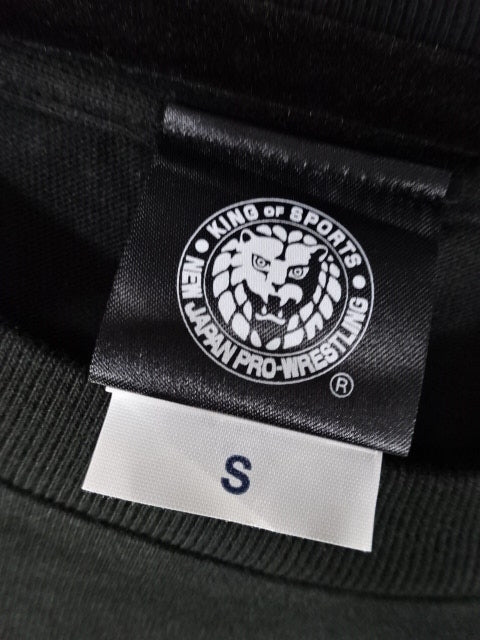 KING OF SPORTS
NEW JAPAN PRO-WRESTLING
®
S